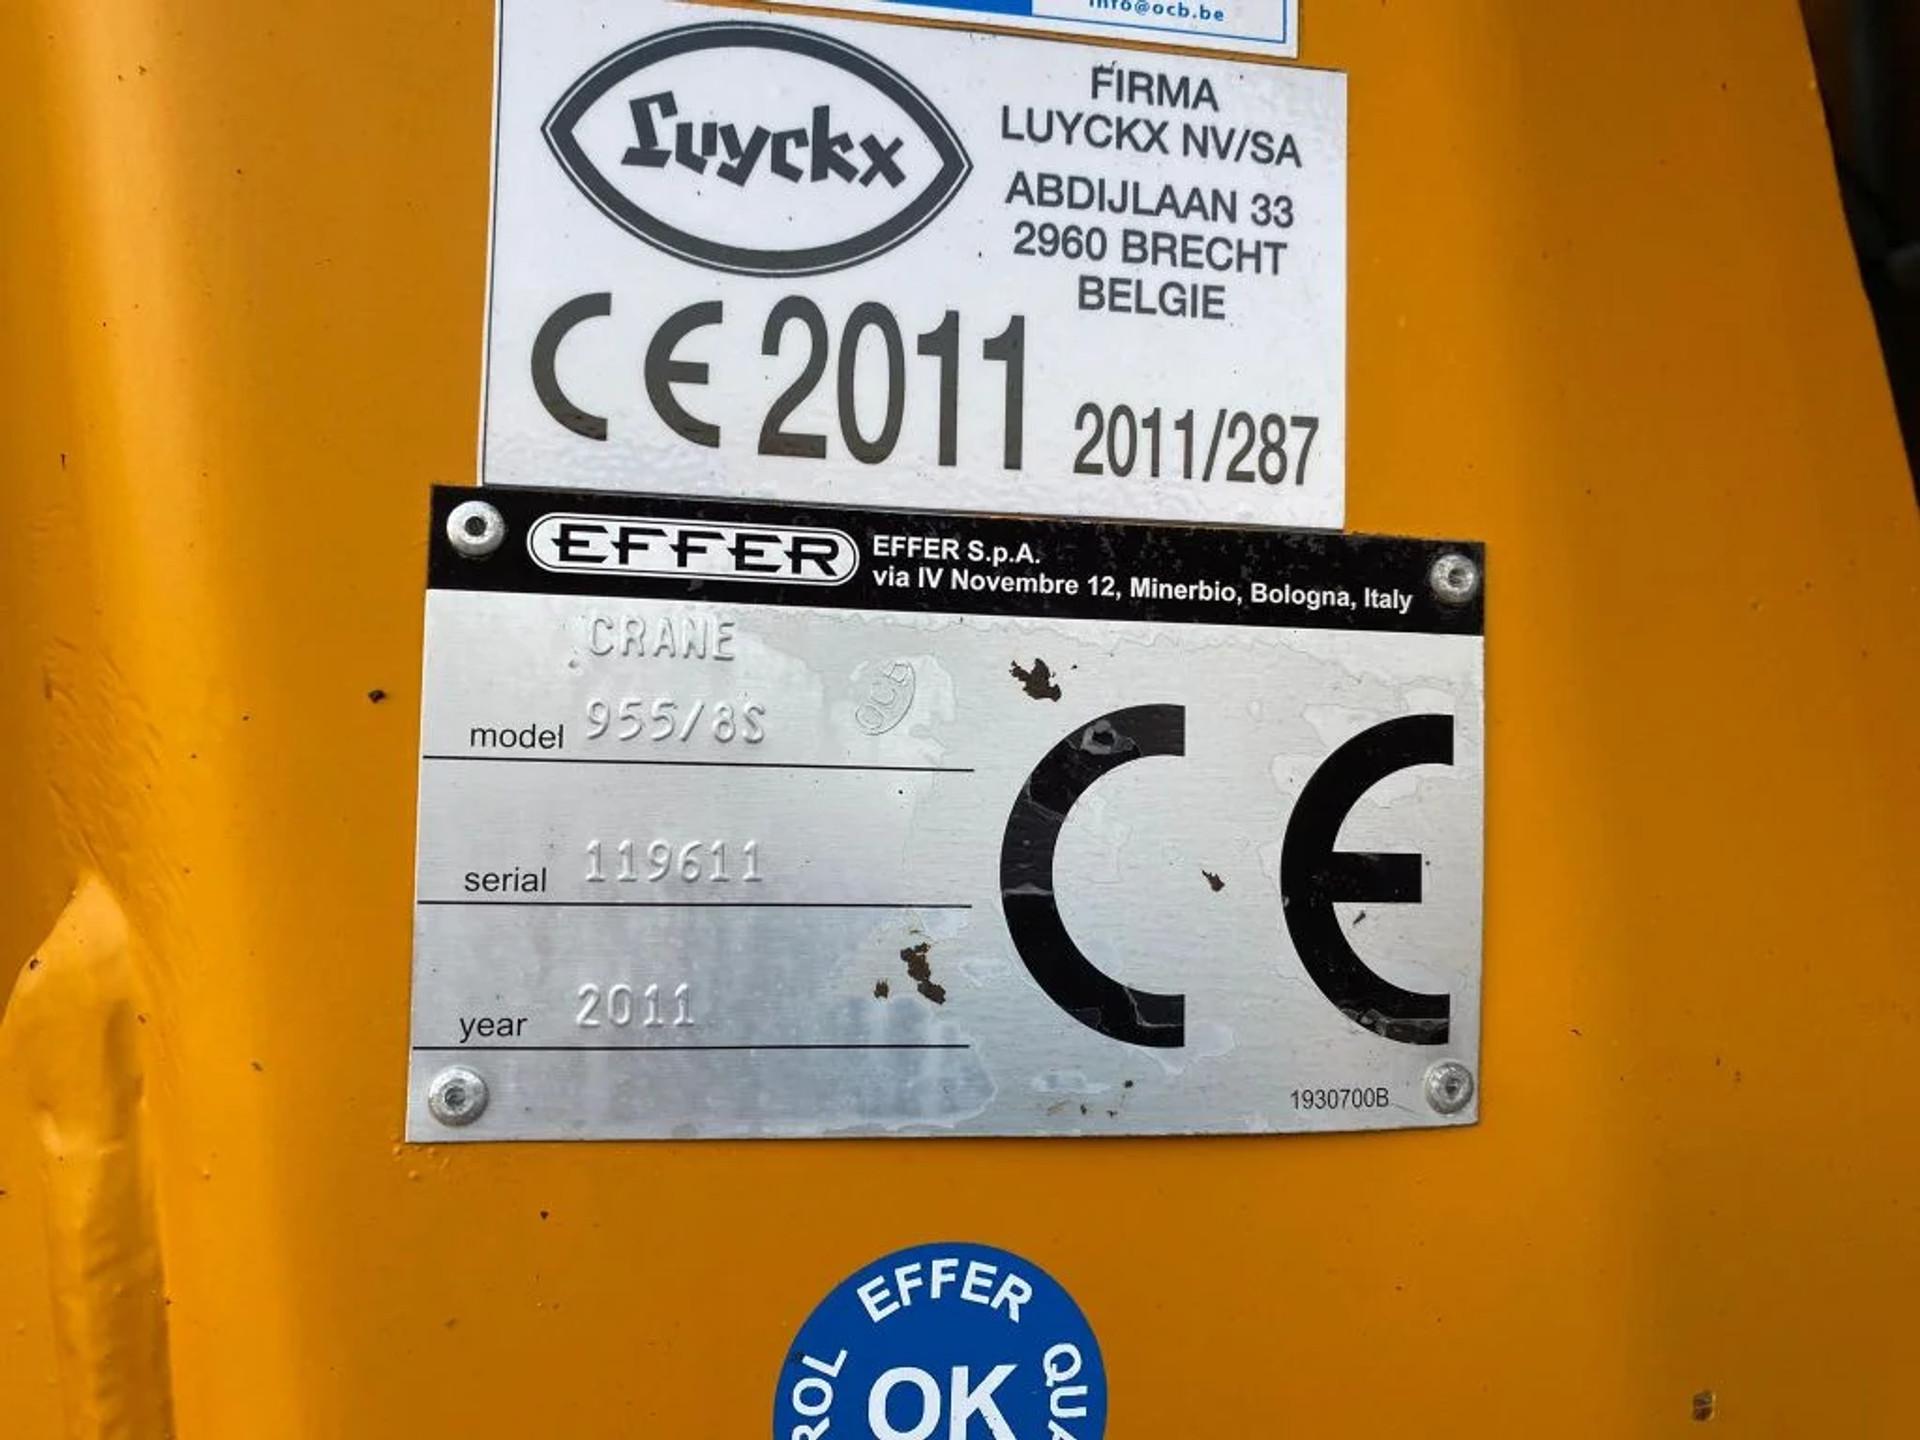 info@ocb.be
Luyckx
FIRMA
LUYCKX NV/SA
ABDIJLAAN 33
2960 BRECHT
BELGIE
CE 2011
2011/287
EFFER
EFFER S.p.A.
via IV Novembre 12, Minerbio, Bologna, Italy
CRANE
model 955/8S
OCB
serial 119611
year 2011
CE
1930700B
EFFER
OK